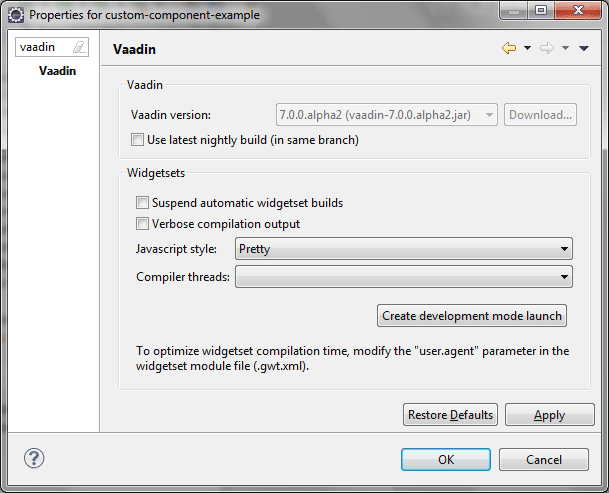 Properties for custom-component-example
vaadin
Vaadin
Vaadin
Vaadin
Vaadin version:
7.0.0.alpha2 (vaadin-7.0.0.alpha2.jar)
Download...
Use latest nightly build (in same branch)
Widgetsets
Suspend automatic widgetset builds
Verbose compilation output
Javascript style:
Pretty
Compiler threads:
Create development mode launch
To optimize widgetset compilation time, modify the "user.agent" parameter in the
widgetset module file (.gwt.xml).
Restore Defaults
Apply
?
OK
Cancel